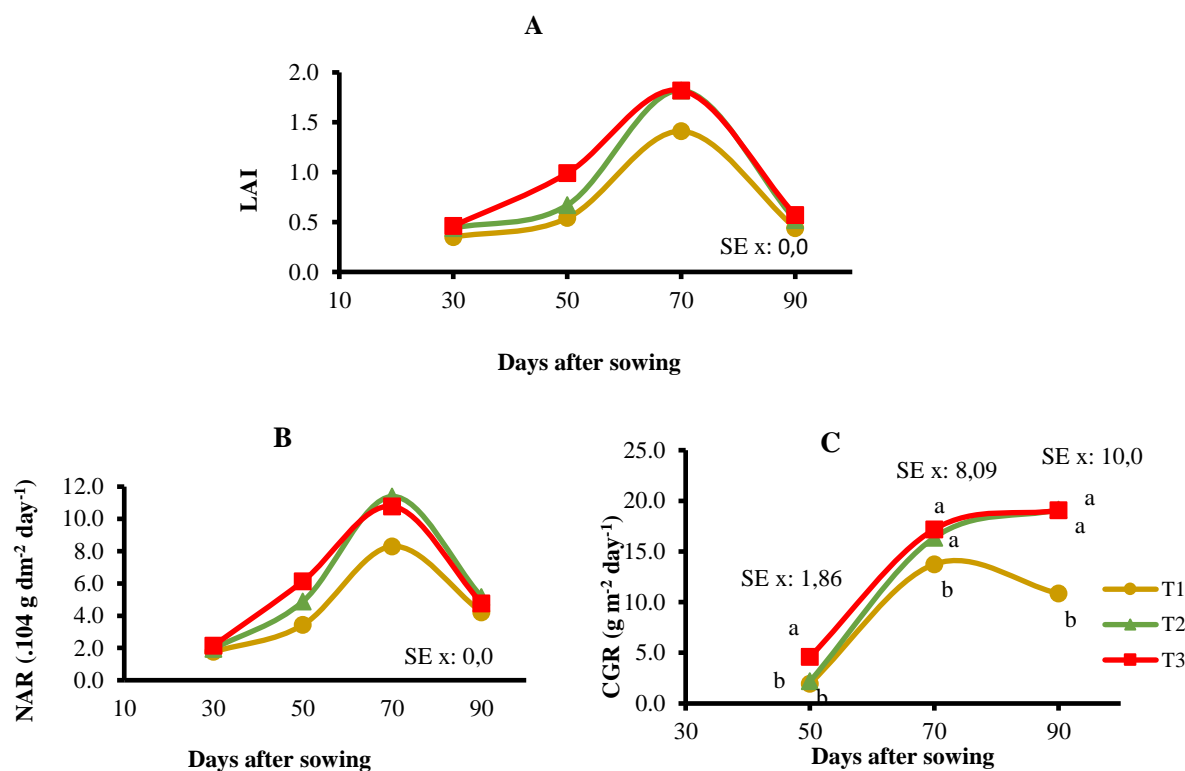 A
2.0
1.5
1.0
0.5
0.0
LAI
SE x: 0,0
10 30 50 70 90
Days after sowing
B
12.0
10.0
8.0
6.0
4.0
2.0
0.0
NAR (.104 g dm-2 day-1)
SE x: 0,0
10 30 50 70 90
Days after sowing
C
25.0
20.0
15.0
10.0
5.0
0.0
CGR (g m-2 day-1)
SE x: 1,86
SE x: 8,09
SE x: 10,0
a
b
b
a
a
b
a
a
b
30 50 70 90
Days after sowing
T1
T2
T3